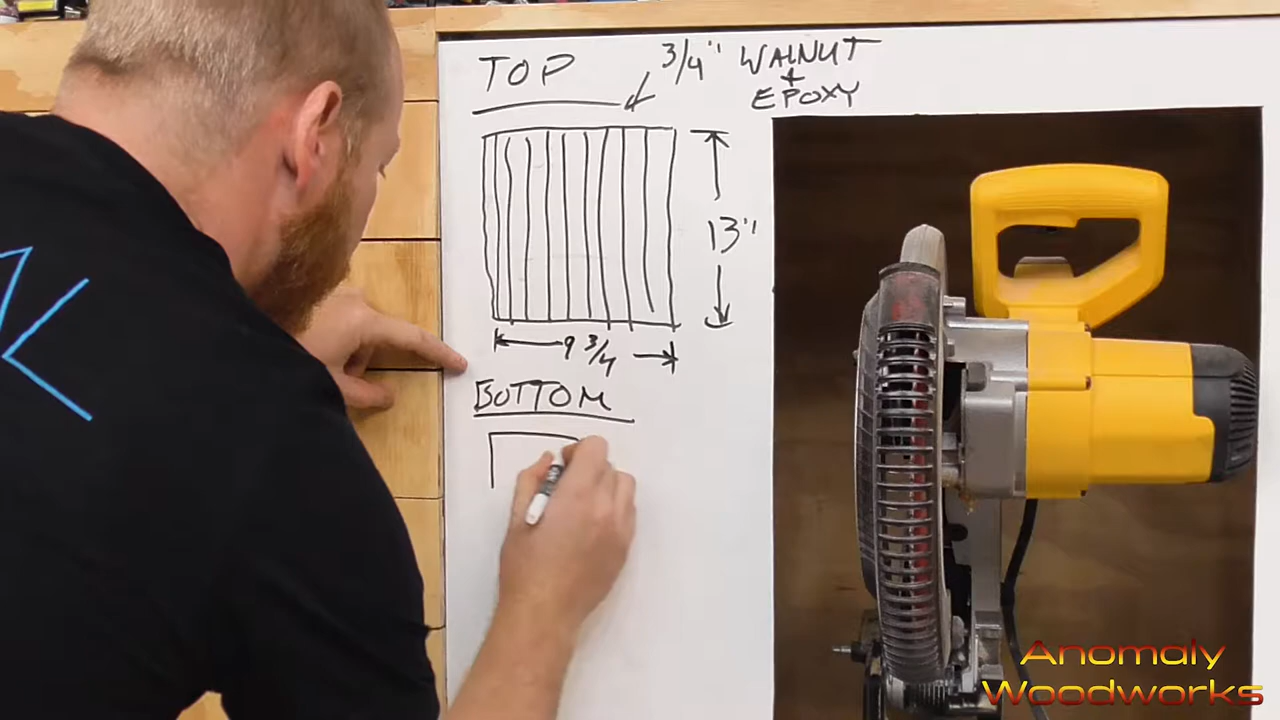 TOP
3/4" WALNUT
+
EPOXY
13"
9 3/4
BOTTOM
Anomaly
Woodworks